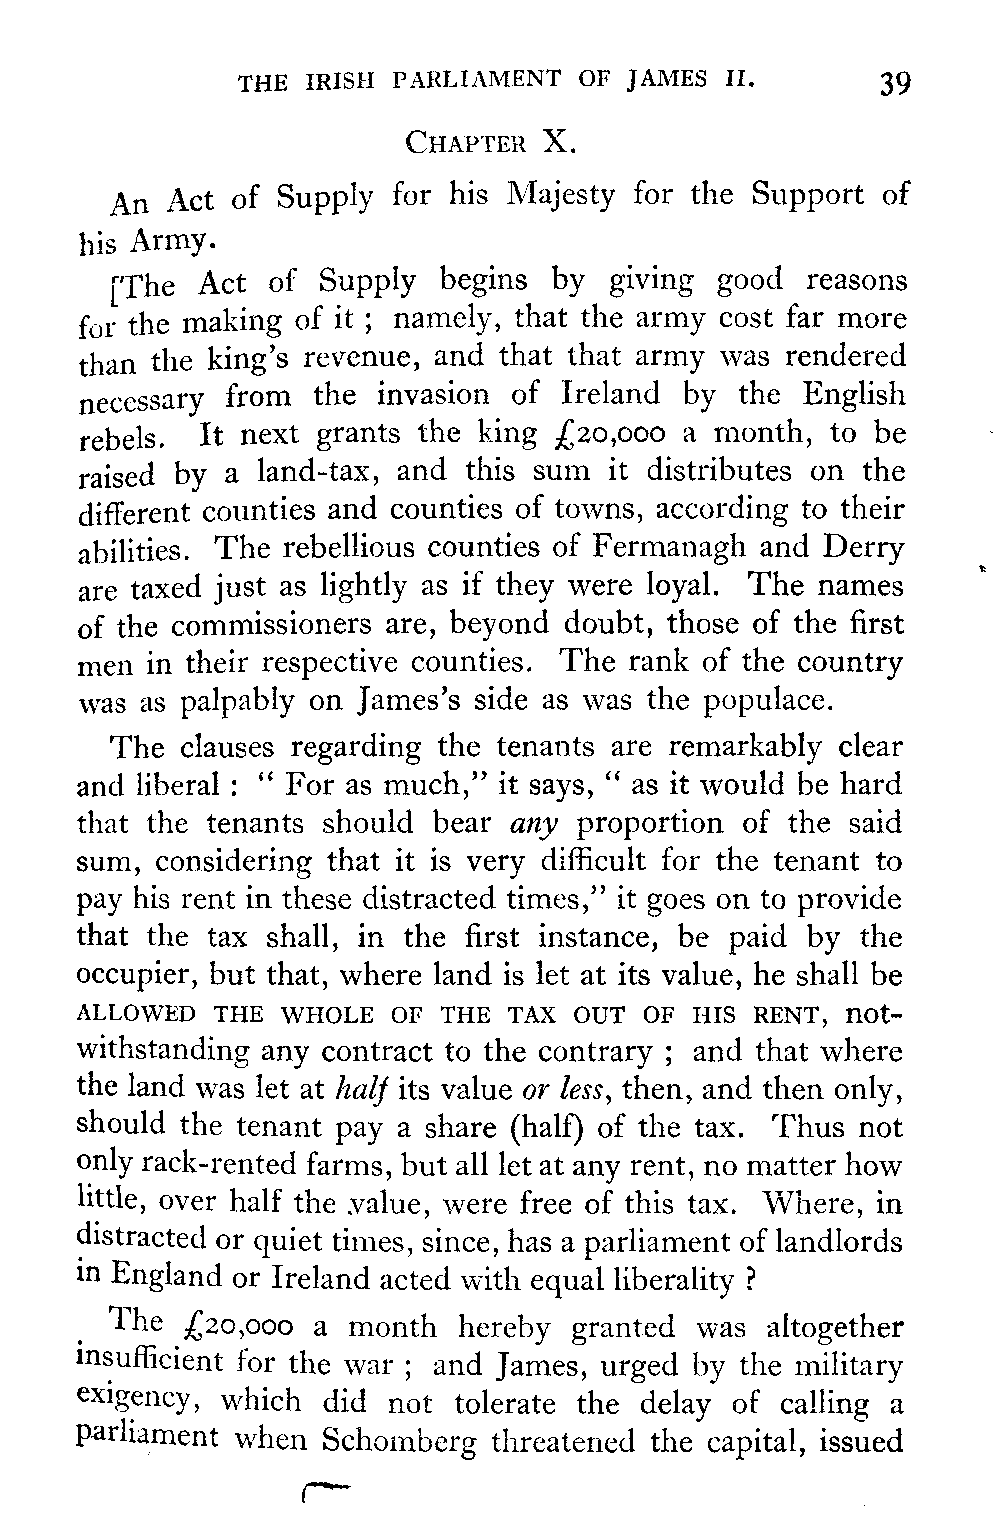 THE IRISH PARLIAMENT OF JAMES II. 39
CHAPTER X.
An Act of Supply for his Majesty for the Support of
his Army.
[The Act of Supply begins by giving good reasons
for the making of it ; namely, that the army cost far more
than the king's revenue, and that that army was rendered
necessary from the invasion of Ireland by the English
rebels. It next grants the king £20,000 a month, to be
raised by a land-tax, and this sum it distributes on the
different counties and counties of towns, according to their
abilities. The rebellious counties of Fermanagh and Derry
are taxed just as lightly as if they were loyal. The names
of the commissioners are, beyond doubt, those of the first
men in their respective counties. The rank of the country
was as palpably on James's side as was the populace.
The clauses regarding the tenants are remarkably clear
and liberal : “ For as much,” it says, “ as it would be hard
that the tenants should bear any proportion of the said
sum, considering that it is very difficult for the tenant to
pay his rent in these distracted times,” it goes on to provide
that the tax shall, in the first instance, be paid by the
occupier, but that, where land is let at its value, he shall be
ALLOWED THE WHOLE OF THE TAX OUT OF HIS RENT, not-
withstanding any contract to the contrary ; and that where
the land was let at half its value or less, then, and then only,
should the tenant pay a share (half) of the tax. Thus not
only rack-rented farms, but all let at any rent, no matter how
little, over half the value, were free of this tax. Where, in
distracted or quiet times, since, has a parliament of landlords
in England or Ireland acted with equal liberality ?
The £20,000 a month hereby granted was altogether
insufficient for the war ; and James, urged by the military
exigency, which did not tolerate the delay of calling a
parliament when Schomberg threatened the capital, issued